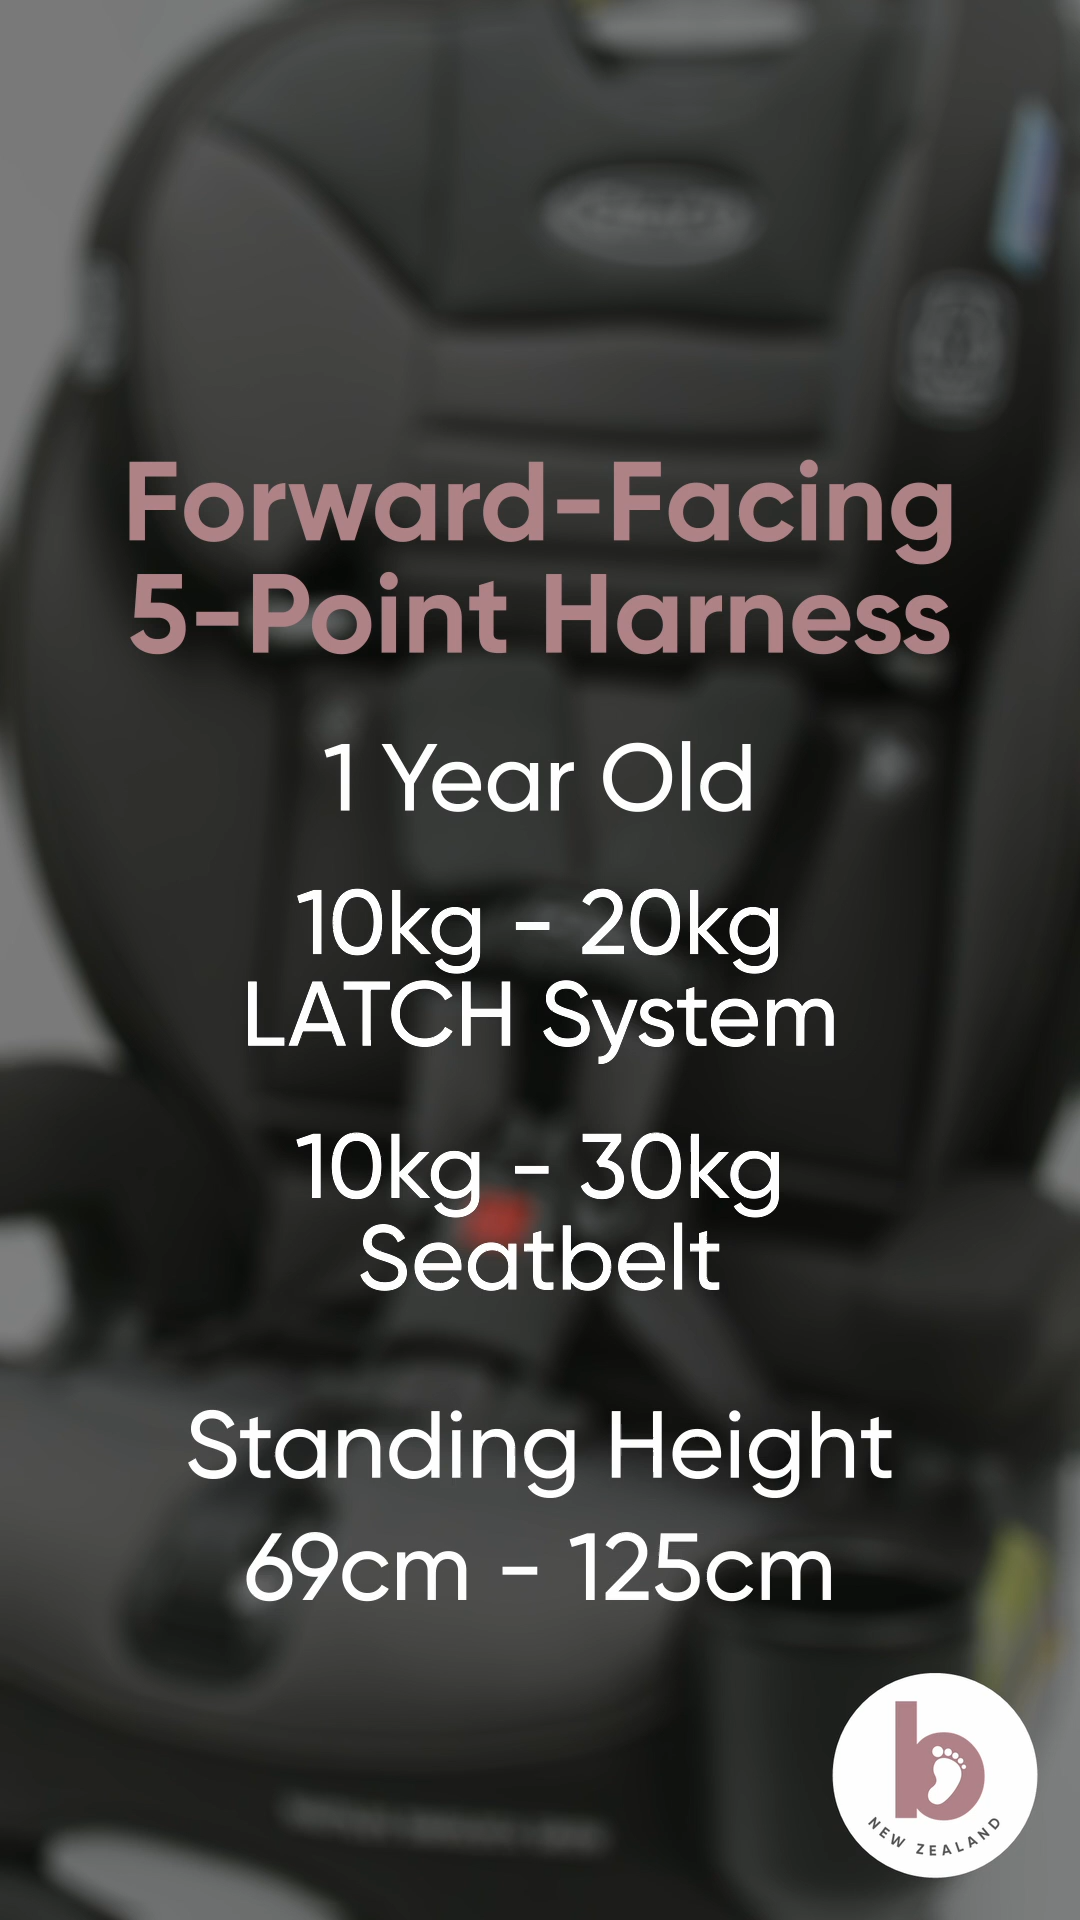 Forward-Facing
5-Point Harness
1 Year Old
10kg - 20kg
LATCH System
10kg - 30kg
Seatbelt
Standing Height
69cm - 125cm
b
NEW ZEALAND